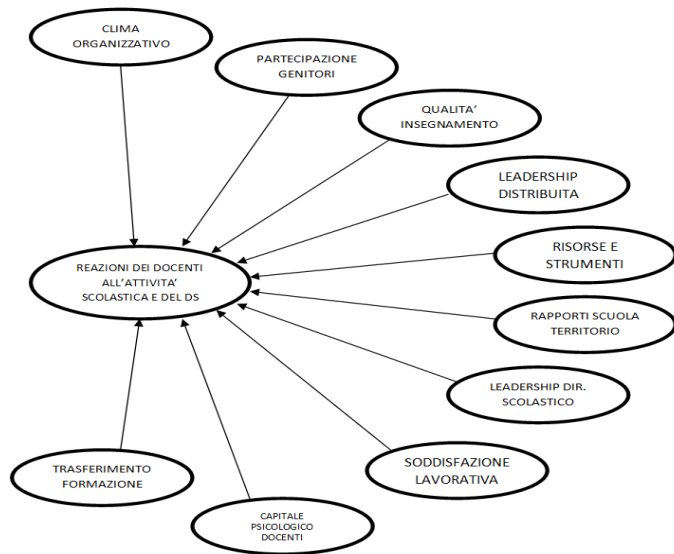 CLIMA
ORGANIZZATIVO
PARTECIPAZIONE
GENITORI
QUALITA’
INSEGNAMENTO
LEADERSHIP
DISTRIBUITA
RISORSE E
STRUMENTI
REAZIONI DEI DOCENTI
ALL’ATTIVITA’
SCOLASTICA E DEL DS
RAPPORTI SCUOLA
TERRITORIO
LEADERSHIP DIR.
SCOLASTICO
SODDISFAZIONE
LAVORATIVA
TRASFERIMENTO
FORMAZIONE
CAPITALE
PSICOLOGICO
DOCENTI